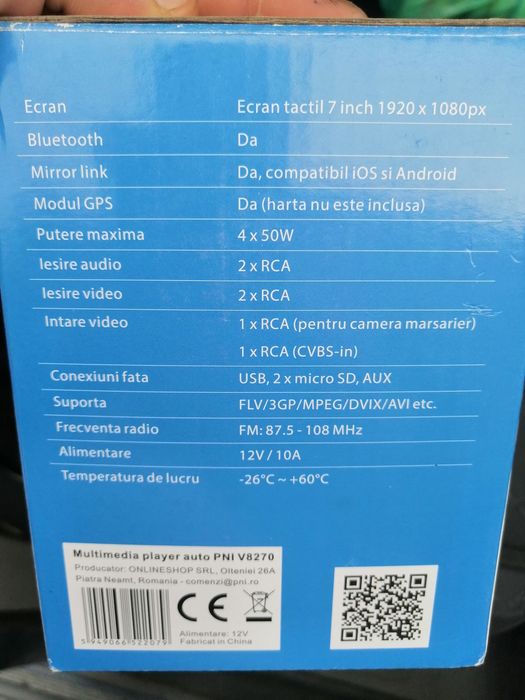 Ecran Ecran tactil 7 inch 1920 x 1080px
Bluetooth Da
Mirror link Da, compatibil iOS si Android
Modul GPS Da (harta nu este inclusa)
Putere maxima 4 x 50W
Iesire audio 2 x RCA
Iesire video 2 x RCA
Intare video 1 x RCA (pentru camera marsarier)
1 x RCA (CVBS-in)
Conexiuni fata USB, 2 x micro SD, AUX
Suporta FLV/3GP/MPEG/DVIX/AVI etc.
Frecventa radio FM: 87.5 - 108 MHz
Alimentare 12V / 10A
Temperatura de lucru -26°C ~ +60°C
Multimedia player auto PNI V8270
Producator: ONLINESHOP SRL, Olteniei 26A
Piatra Neamt, Romania - comenzi@pni.ro
CE
Alimentare: 12V
Fabricat in China
5949066522079